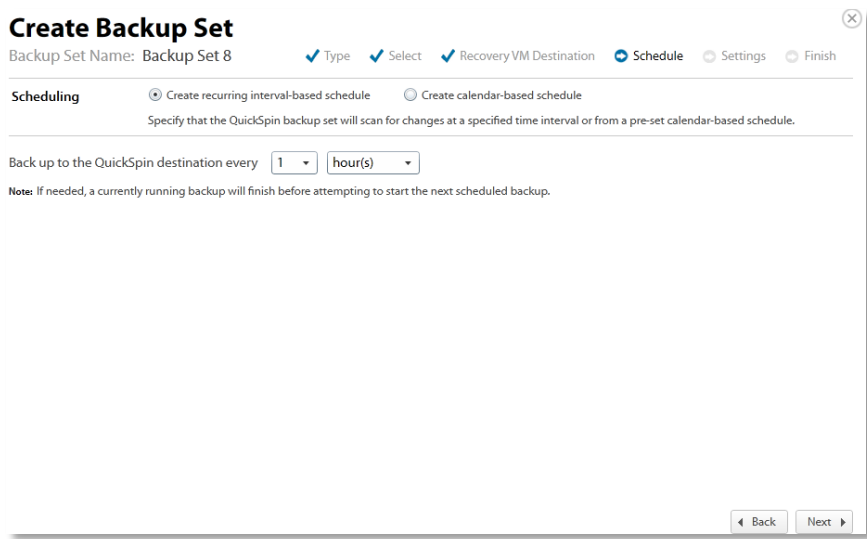 Create Backup Set
Backup Set Name: Backup Set 8
Type Select Recovery VM Destination Schedule Settings Finish
Scheduling
Create recurring interval-based schedule Create calendar-based schedule
Specify that the QuickSpin backup set will scan for changes at a specified time interval or from a pre-set calendar-based schedule.
Back up to the QuickSpin destination every 1 hour(s)
Note: If needed, a currently running backup will finish before attempting to start the next scheduled backup.
Back Next